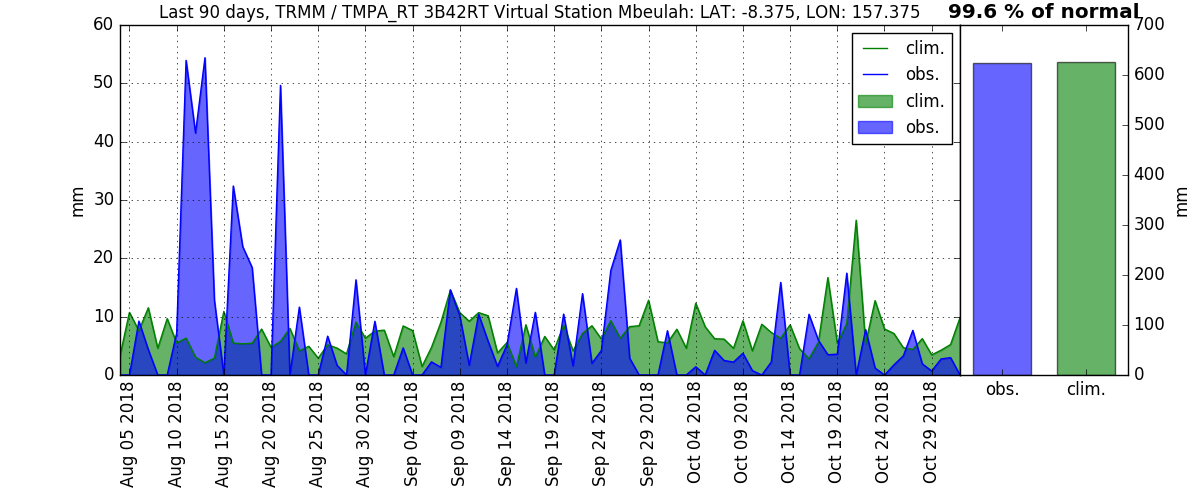 Last 90 days, TRMM / TMPA_RT 3B42RT Virtual Station Mbeulah: LAT: -8.375, LON: 157.375
99.6 % of normal
60
50
40
30
20
10
0
mm
clim.
obs.
clim.
obs.
700
600
500
400
300
200
100
0
mm
obs.
clim.
Aug 05 2018
Aug 10 2018
Aug 15 2018
Aug 20 2018
Aug 25 2018
Aug 30 2018
Sep 04 2018
Sep 09 2018
Sep 14 2018
Sep 19 2018
Sep 24 2018
Sep 29 2018
Oct 04 2018
Oct 09 2018
Oct 14 2018
Oct 19 2018
Oct 24 2018
Oct 29 2018